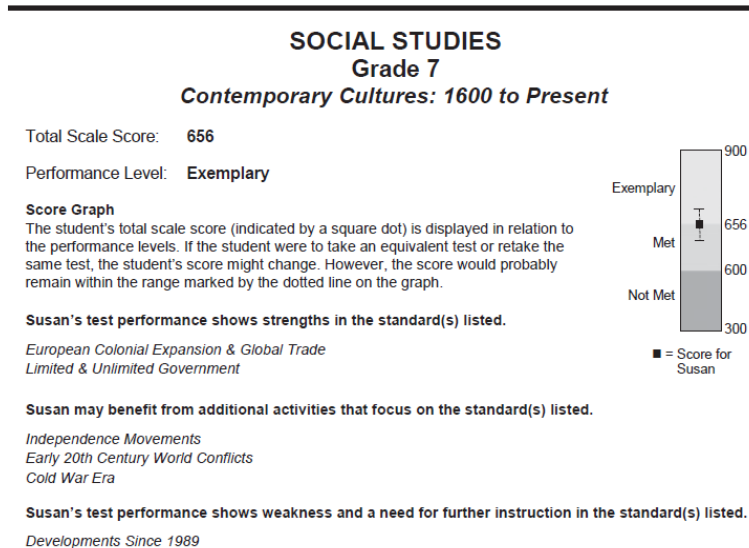 SOCIAL STUDIES
Grade 7
Contemporary Cultures: 1600 to Present
Total Scale Score: 656
Performance Level: Exemplary
Score Graph
The student's total scale score (indicated by a square dot) is displayed in relation to
the performance levels. If the student were to take an equivalent test or retake the
same test, the student's score might change. However, the score would probably
remain within the range marked by the dotted line on the graph.
Susan's test performance shows strengths in the standard(s) listed.
European Colonial Expansion & Global Trade
Limited & Unlimited Government
Susan may benefit from additional activities that focus on the standard(s) listed.
Independence Movements
Early 20th Century World Conflicts
Cold War Era
Susan's test performance shows weakness and a need for further instruction in the standard(s) listed.
Developments Since 1989
900
Exemplary
656
Met
600
Not Met
300
■ = Score for
Susan